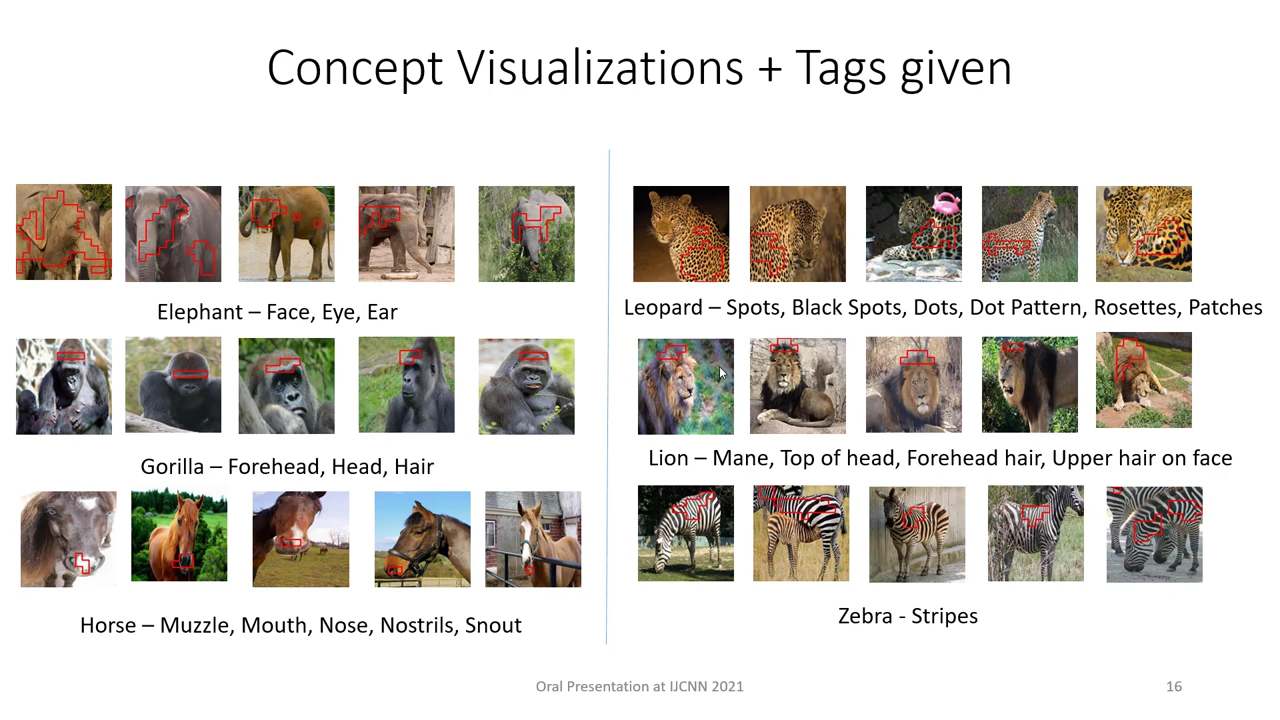 Concept Visualizations + Tags given
Elephant – Face, Eye, Ear
Gorilla – Forehead, Head, Hair
Horse – Muzzle, Mouth, Nose, Nostrils, Snout
Leopard – Spots, Black Spots, Dots, Dot Pattern, Rosettes, Patches
Lion – Mane, Top of head, Forehead hair, Upper hair on face
Zebra - Stripes
Oral Presentation at IJCNN 2021
16